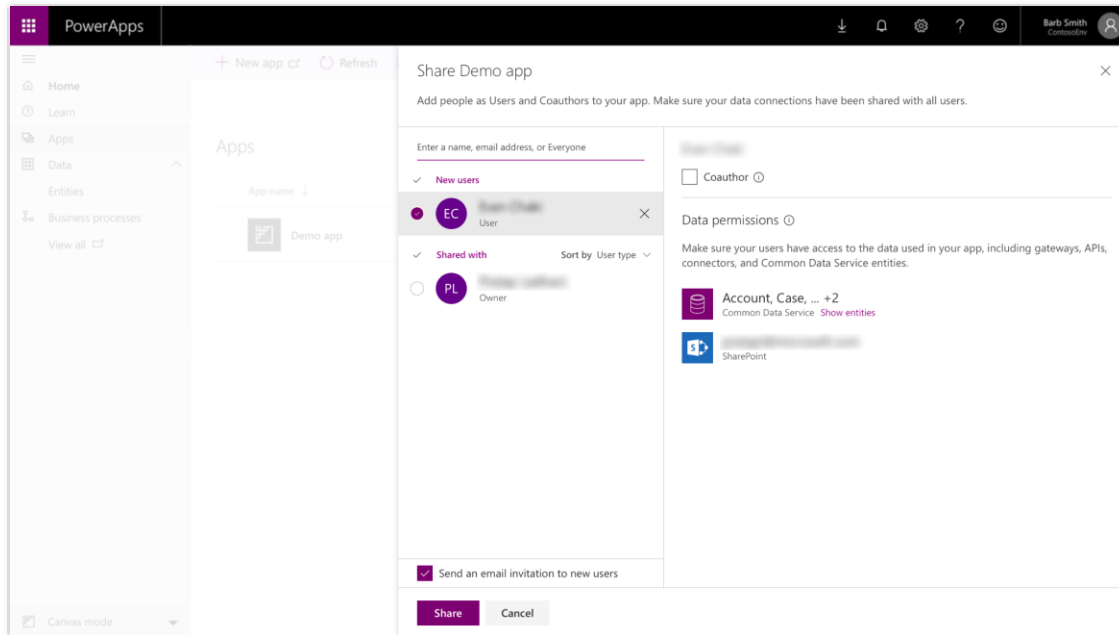 PowerApps
Barb Smith
ContosoEnv
Home
Learn
Apps
Data
Entities
Business processes
View all
Canvas mode
New app
Refresh
Apps
App name
Demo app
Share Demo app
Add people as Users and Coauthors to your app. Make sure your data connections have been shared with all users.
Enter a name, email address, or Everyone
New users
EC
User
Shared with
Sort by User type
PL
Owner
Send an email invitation to new users
Share
Cancel
Coauthor
Data permissions
Make sure your users have access to the data used in your app, including gateways, APIs,
connectors, and Common Data Service entities.
Account, Case, ... +2
Common Data Service Show entities
SharePoint